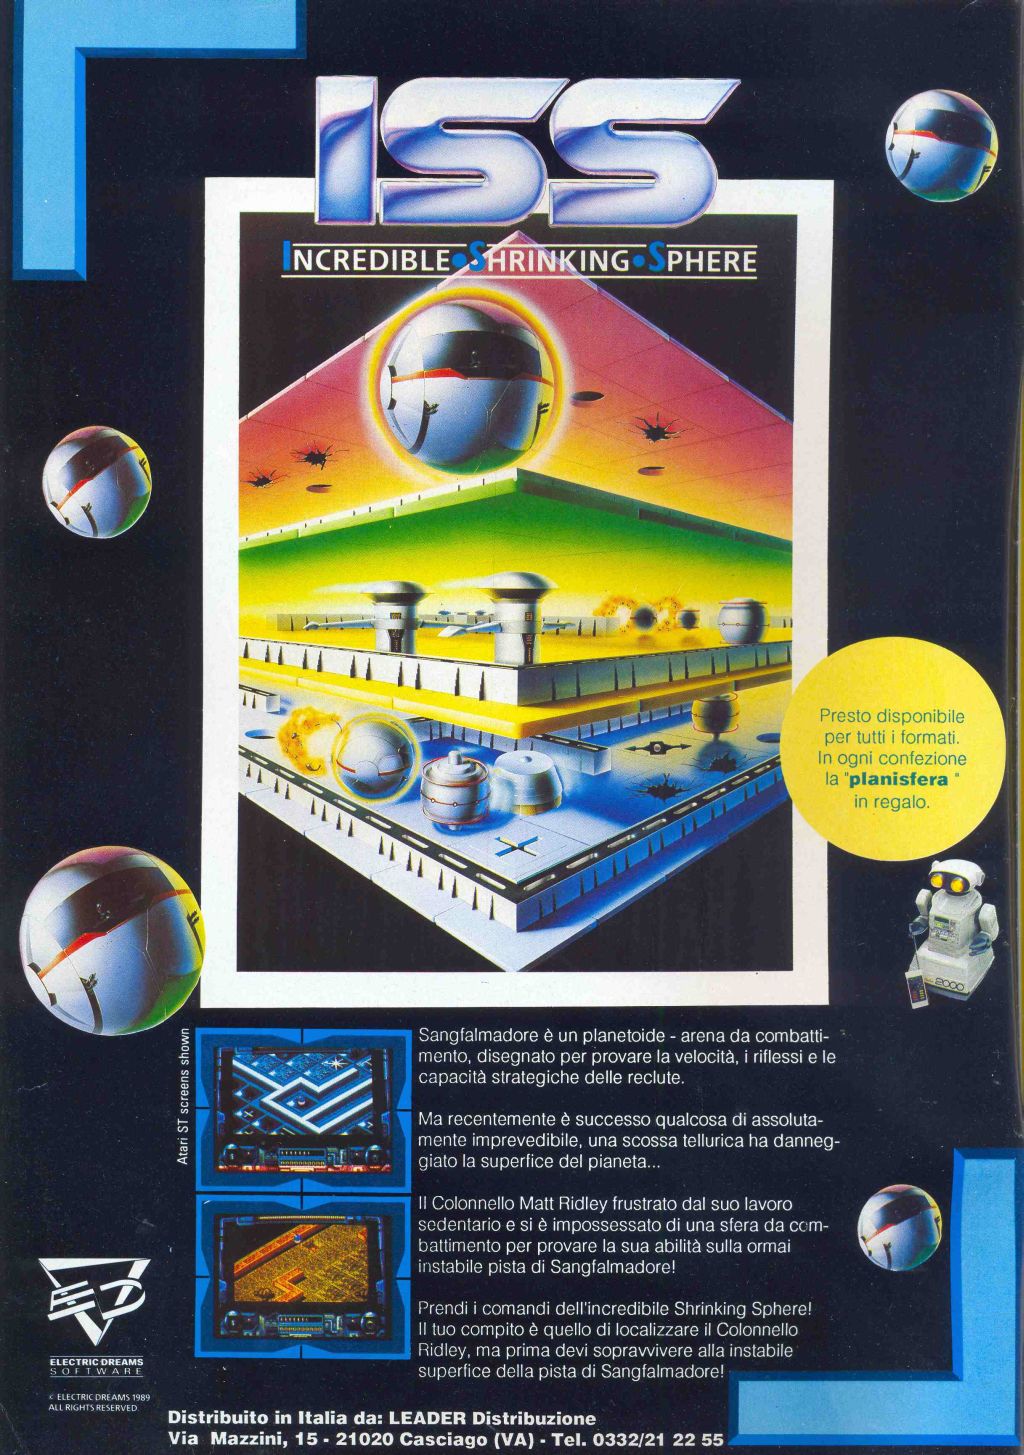 ISS
INCREDIBLE•SHRINKING•SPHERE
Presto disponibile
per tutti i formati.
In ogni confezione
la "planisfera"
in regalo.
2000
Atari ST screens shown
Sangfalmadore è un planetoide - arena da combatti-
mento, disegnato per provare la velocità, i riflessi e le
capacità strategiche delle reclute.
Ma recentemente è successo qualcosa di assoluta-
mente imprevedibile, una scossa tellurica ha danneg-
giato la superfice del pianeta...
Il Colonnello Matt Ridley frustrato dal suo lavoro
sedentario e si è impossessato di una sfera da com-
battimento per provare la sua abilità sulla ormai
instabile pista di Sangfalmadore!
Prendi i comandi dell'incredibile Shrinking Sphere!
Il tuo compito è quello di localizzare il Colonnello
Ridley, ma prima devi sopravvivere alla instabile
superfice della pista di Sangfalmadore!
ED
ELECTRIC DREAMS
SOFTWARE
© ELECTRIC DREAMS 1989
ALL RIGHTS RESERVED
Distribuito in Italia da: LEADER Distribuzione
Via Mazzini, 15 - 21020 Casciago (VA) - Tel. 0332/21 22 55